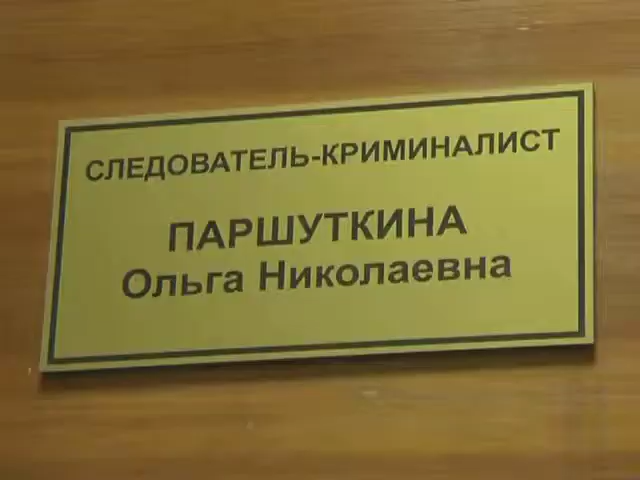 СЛЕДОВАТЕЛЬ-КРИМИНАЛИСТ
ПАРШУТКИНА
Ольга Николаевна